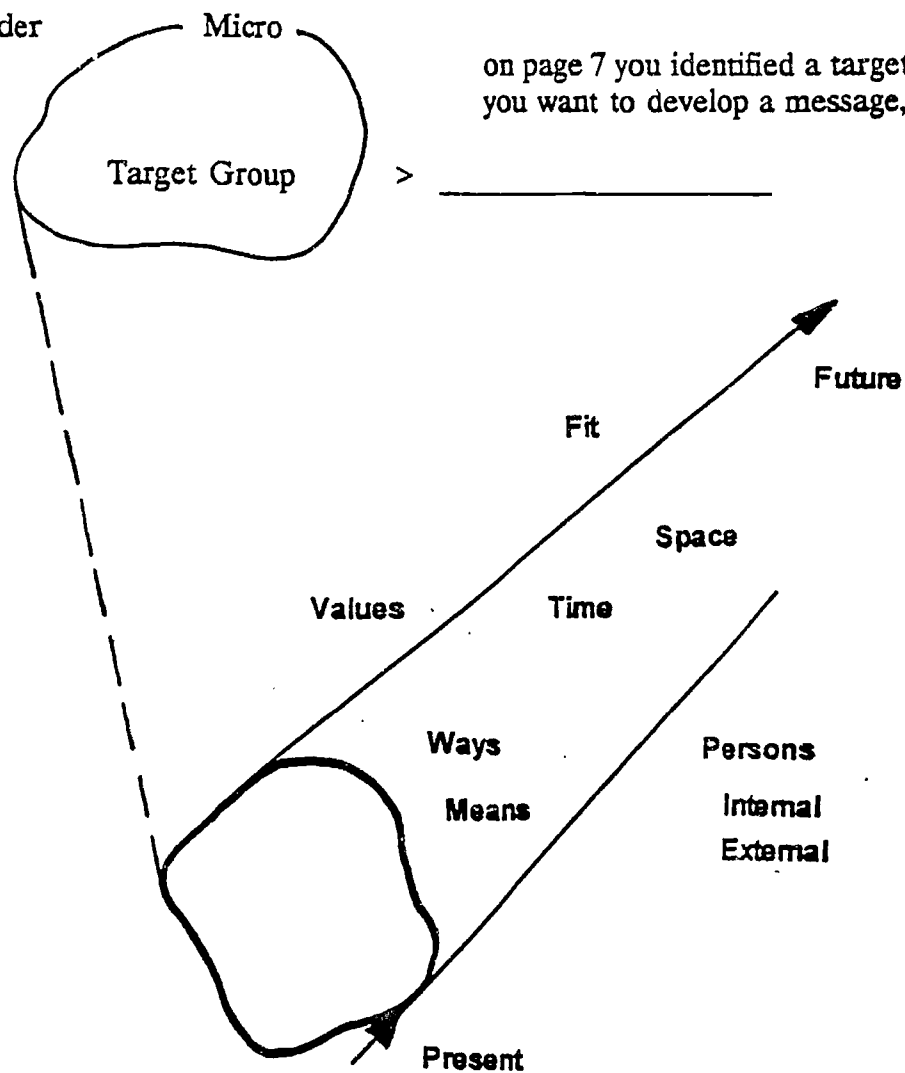 der Micro
on page 7 you identified a target
you want to develop a message,
Target Group >
Future
Fit
Space
Values Time
Ways Persons
Means Internal
External
Present